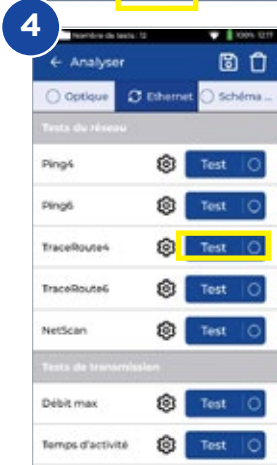 4
Nombre de tests: 12
100% 12:11
← Analyser
Optique Ethernet Schéma ...
Tests du réseau
Ping4 Test
Ping6 Test
TraceRoute4 Test
TraceRoute6 Test
NetScan Test
Tests de transmission
Débit max Test
Temps d'activité Test